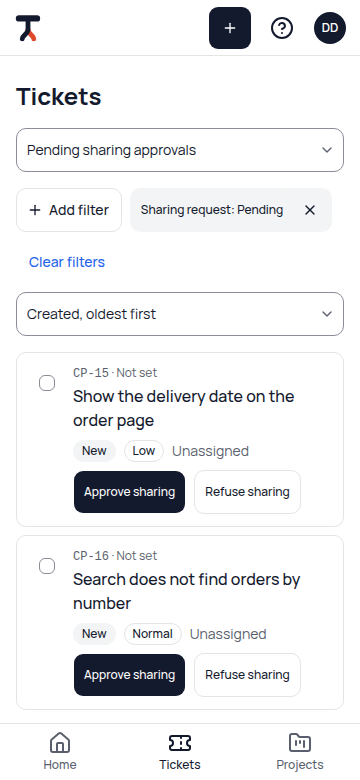 DD
Tickets
Pending sharing approvals
Add filter
Sharing request: Pending
Clear filters
Created, oldest first
CP-15 · Not set
Show the delivery date on the
order page
New Low Unassigned
Approve sharing Refuse sharing
CP-16 · Not set
Search does not find orders by
number
New Normal Unassigned
Approve sharing Refuse sharing
Home Tickets Projects